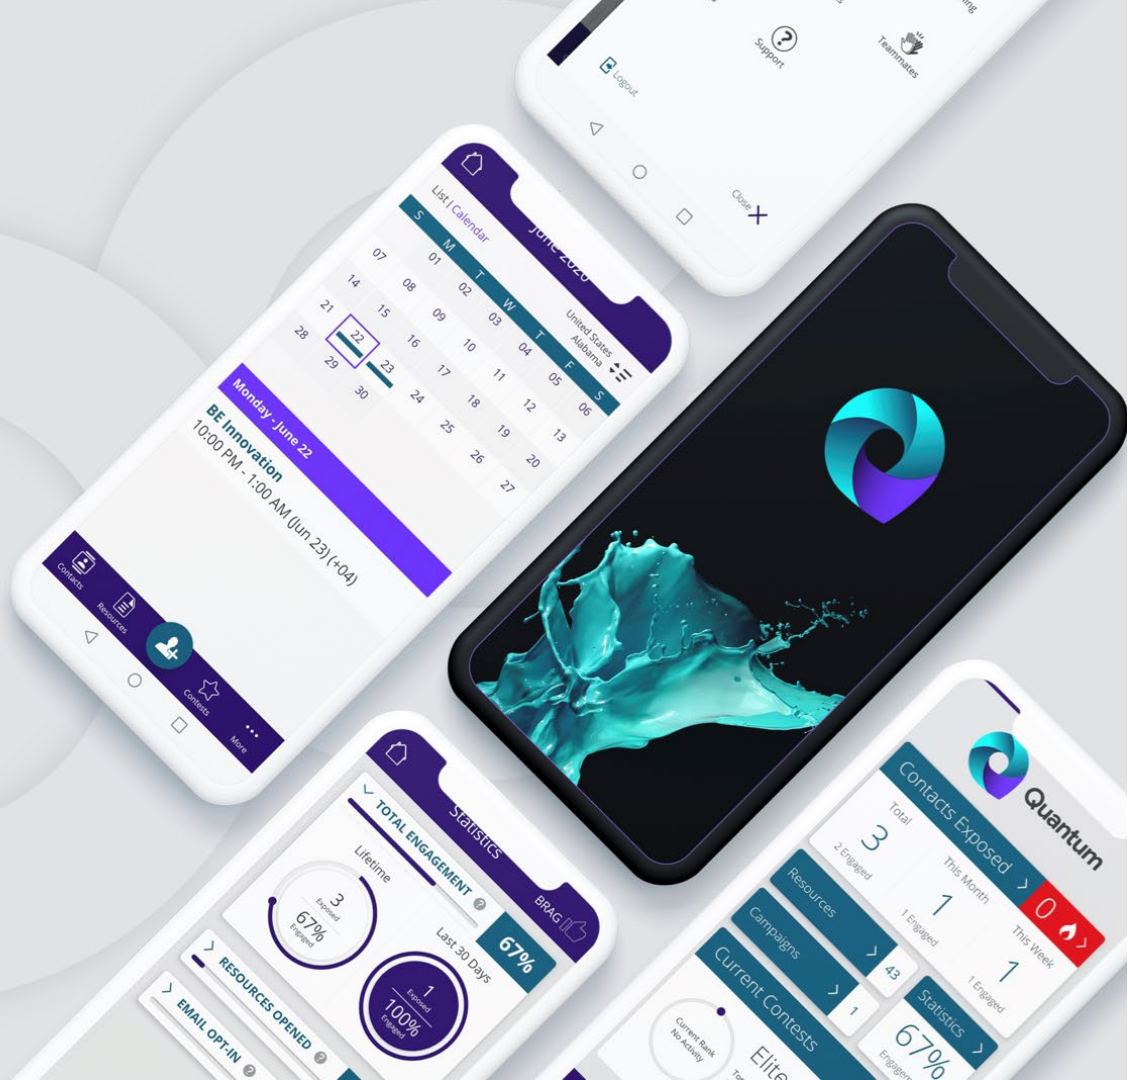 Support
Teammates
Logout
Close
June 2020
List | Calendar
United States
Alabama
S M T W T F S
01 02 03 04 05 06
07 08 09 10 11 12 13
14 15 16 17 18 19 20
21 22 23 24 25 26 27
28 29 30
Monday - June 22
BE Innovation
10:00 PM - 1:00 AM (Jun 23) (+04)
Contacts
Resources
Contests
More
Statistics
BRAG
TOTAL ENGAGEMENT ?
67%
Lifetime
3
Exposed
67%
Engaged
Last 30 Days
1
Exposed
100%
Engaged
RESOURCES OPENED ?
EMAIL OPT-IN ?
Quantum
Contacts Exposed
0
Total
3
2 Engaged
This Month
1
1 Engaged
This Week
1
1 Engaged
Resources
43
Campaigns
1
Statistics
67%
Current Contests
Current Rank
No Activity